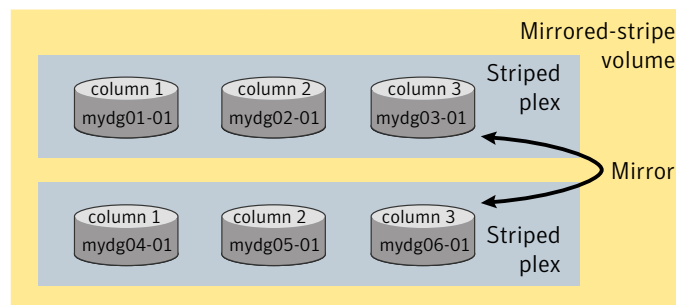 Mirrored-stripe
volume
column 1
column 2
column 3
Striped
plex
mydg01-01
mydg02-01
mydg03-01
Mirror
column 1
column 2
column 3
mydg04-01
mydg05-01
mydg06-01
Striped
plex